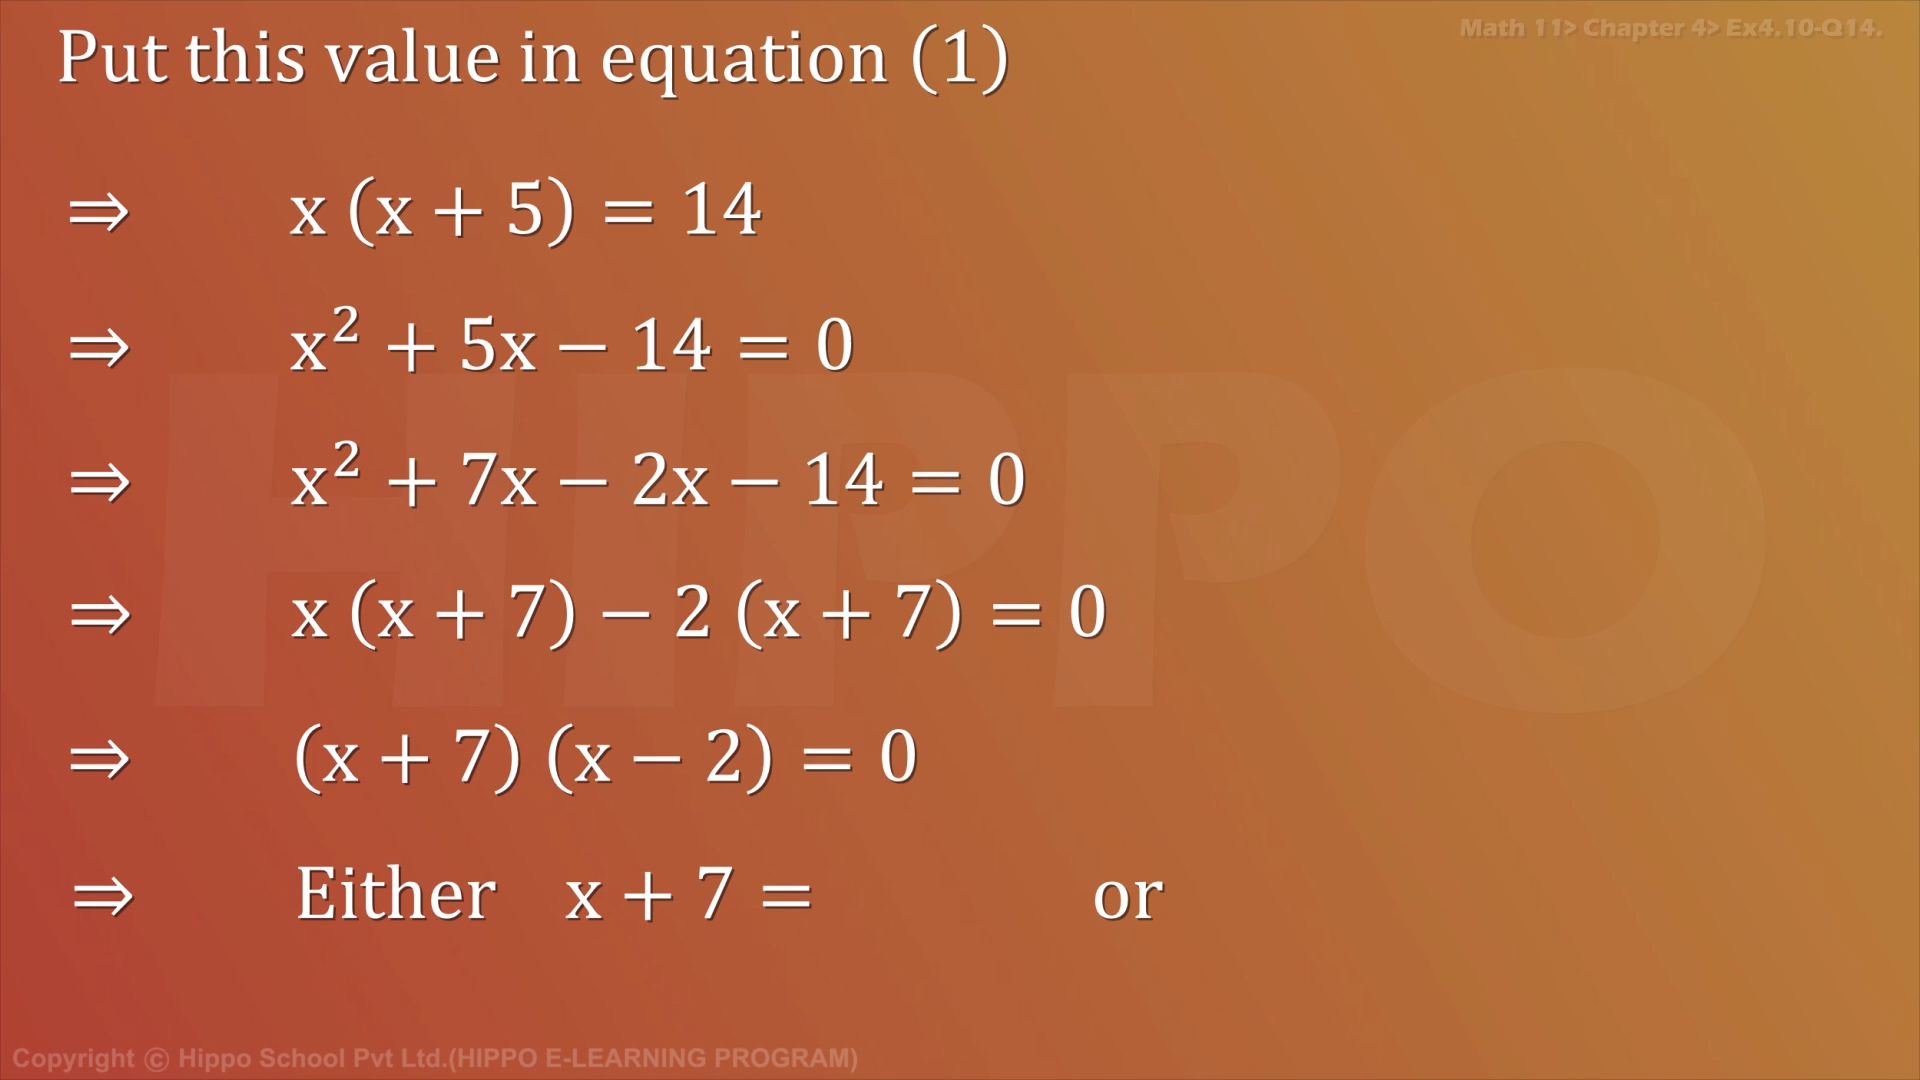 Math 11> Chapter 4> Ex4.10-Q14.
Put this value in equation (1)
⇒ x (x + 5) = 14
⇒ x² + 5x − 14 = 0
⇒ x² + 7x − 2x − 14 = 0
⇒ x (x + 7) − 2 (x + 7) = 0
⇒ (x + 7) (x − 2) = 0
⇒ Either x + 7 = or
HIPPO
Copyright © Hippo School Pvt Ltd.(HIPPO E-LEARNING PROGRAM)